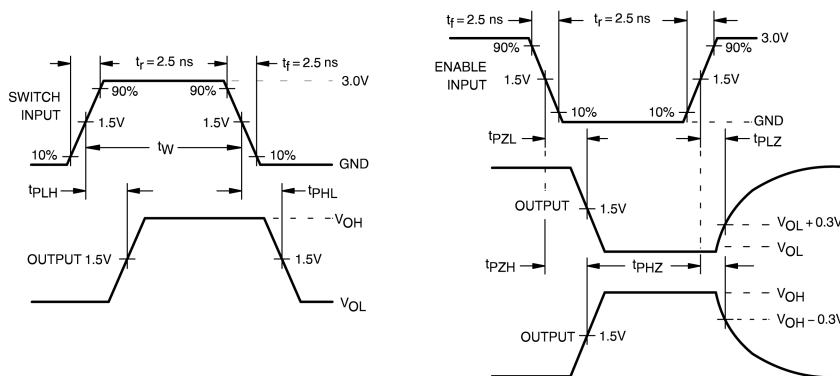 tr = 2.5 ns
tf = 2.5 ns
3.0V
SWITCH
INPUT
90%
90%
1.5V
1.5V
tW
10%
10%
GND
tPLH
tPHL
VOH
OUTPUT 1.5V
1.5V
VOL
tf = 2.5 ns
tr = 2.5 ns
3.0V
90%
90%
ENABLE
INPUT
1.5V
1.5V
10%
10%
GND
tPZL
tPLZ
OUTPUT
1.5V
VOL + 0.3V
VOL
tPZH
tPHZ
VOH
VOH – 0.3V
OUTPUT
1.5V